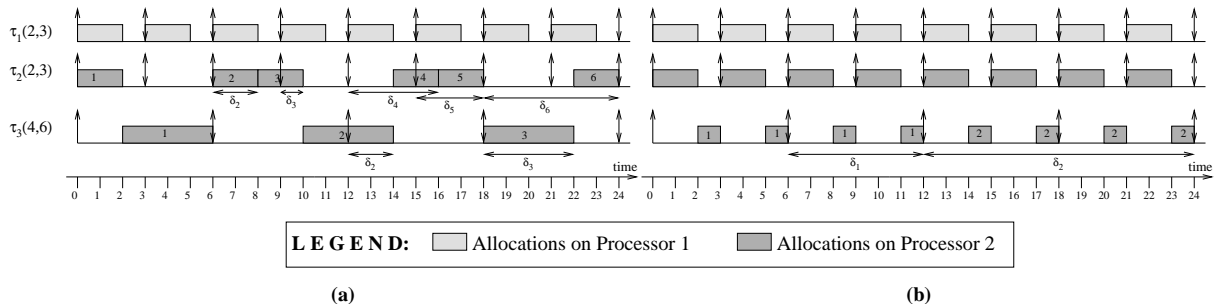 τ1(2,3)
τ2(2,3)
1 2 3 4 5 6
δ2 δ3 δ4 δ5 δ6
τ3(4,6)
1 2 3
1 1 1 1 2 2 2 2
δ2 δ3
δ1 δ2
time
time
0 1 2 3 4 5 6 7 8 9 10 11 12 13 14 15 16 17 18 19 20 21 22 23 24
0 1 2 3 4 5 6 7 8 9 10 11 12 13 14 15 16 17 18 19 20 21 22 23 24
L E G E N D: Allocations on Processor 1 Allocations on Processor 2
(a)
(b)